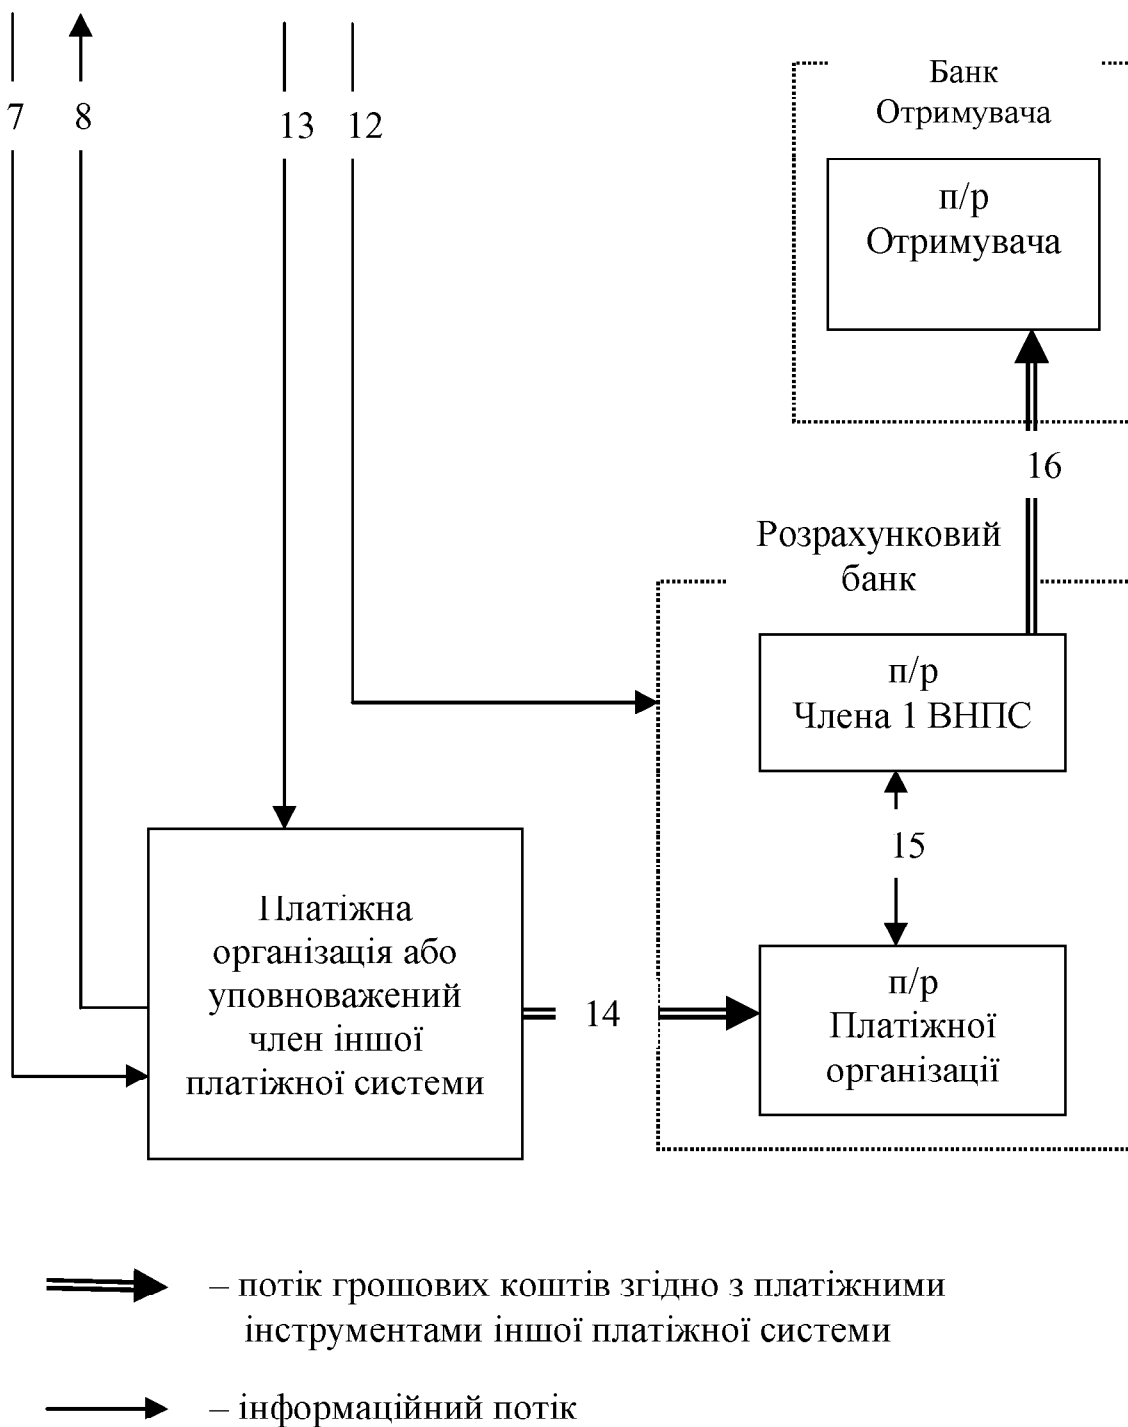 7
8
13
12
Банк
Отримувача
п/р
Отримувача
16
Розрахунковий
банк
п/р
Члена 1 ВНПС
15
Платіжна
організація або
уповноважений
член іншої
платіжної системи
14
п/р
Платіжної
організації
– потік грошових коштів згідно з платіжними
інструментами іншої платіжної системи
– інформаційний потік